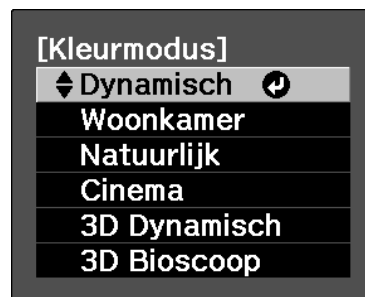 [Kleurmodus]
Dynamisch
Woonkamer
Natuurlijk
Cinema
3D Dynamisch
3D Bioscoop